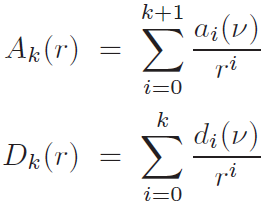 A_k(r) = \sum_{i=0}^{k+1} \frac{a_i(\nu)}{r^i}
D_k(r) = \sum_{i=0}^{k} \frac{d_i(\nu)}{r^i}